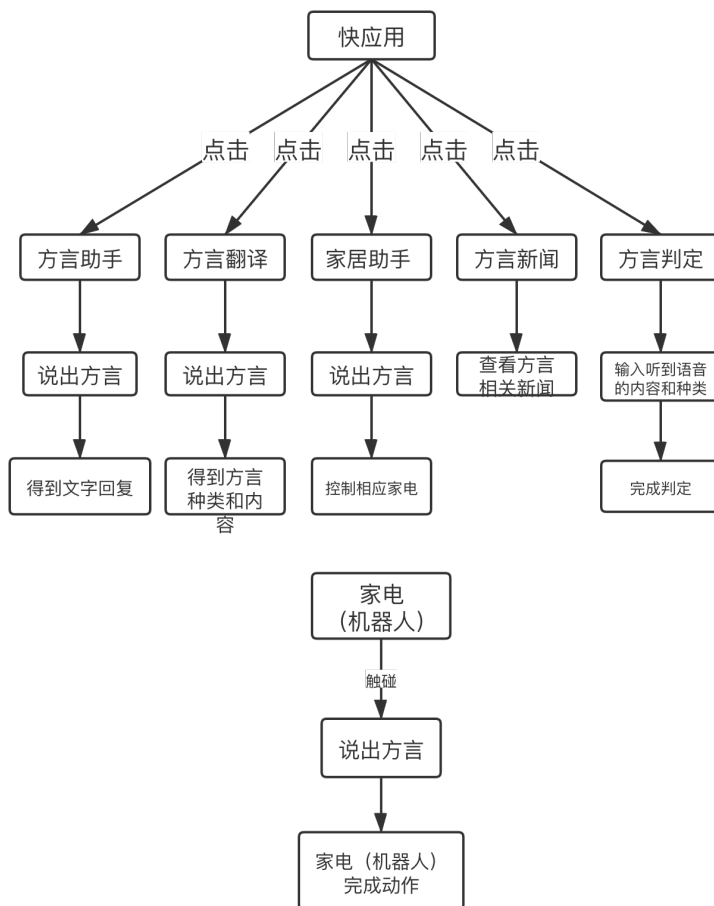 快应用
点击 点击 点击 点击 点击
方言助手 方言翻译 家居助手 方言新闻 方言判定
说出方言 说出方言 说出方言
查看方言
相关新闻
输入听到语音
的内容和种类
得到文字回复
得到方言
种类和内
容
控制相应家电
完成判定
家电
（机器人）
触碰
说出方言
家电（机器人）
完成动作